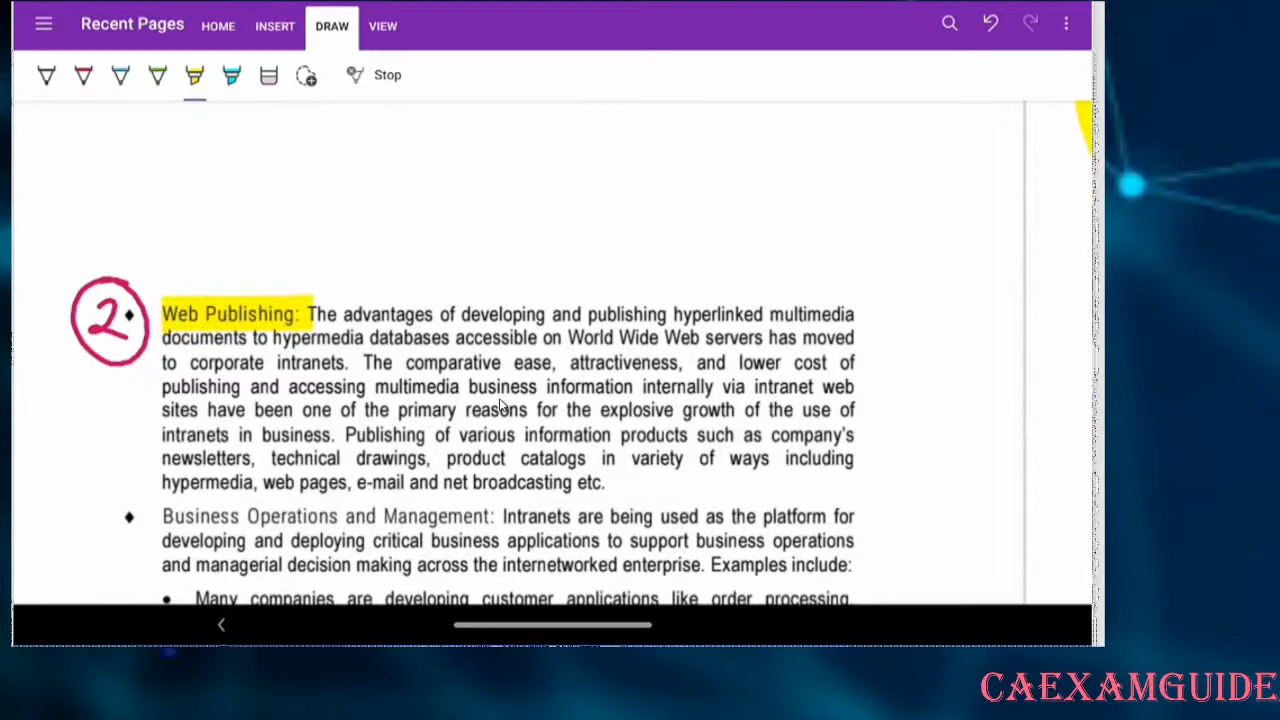 Recent Pages HOME INSERT DRAW VIEW
Stop
2
♦ Web Publishing: The advantages of developing and publishing hyperlinked multimedia
documents to hypermedia databases accessible on World Wide Web servers has moved
to corporate intranets. The comparative ease, attractiveness, and lower cost of
publishing and accessing multimedia business information internally via intranet web
sites have been one of the primary reasons for the explosive growth of the use of
intranets in business. Publishing of various information products such as company's
newsletters, technical drawings, product catalogs in variety of ways including
hypermedia, web pages, e-mail and net broadcasting etc.
♦ Business Operations and Management: Intranets are being used as the platform for
developing and deploying critical business applications to support business operations
and managerial decision making across the internetworked enterprise. Examples include:
• Many companies are developing customer applications like order processing,
CAEXAMGUIDE